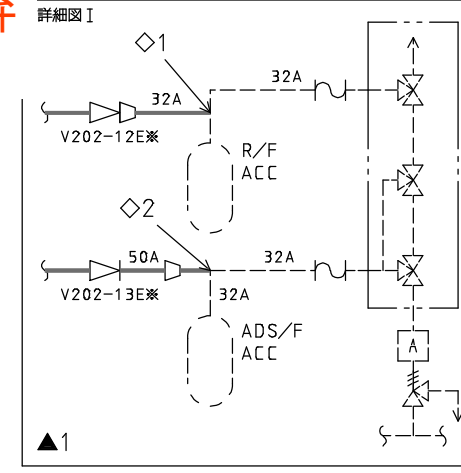 詳細図Ⅰ
◇1
32A
32A
V202-12E※
R/F
ACC
◇2
50A
32A
V202-13E※
32A
ADS/F
ACC
A
▲1